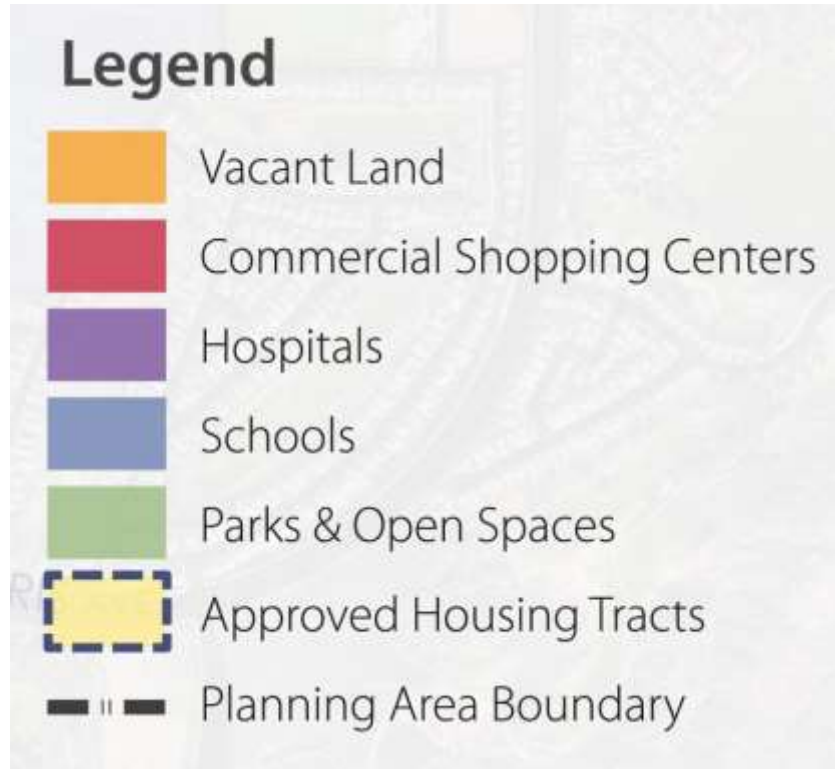 Legend
Vacant Land
Commercial Shopping Centers
Hospitals
Schools
Parks & Open Spaces
Approved Housing Tracts
Planning Area Boundary